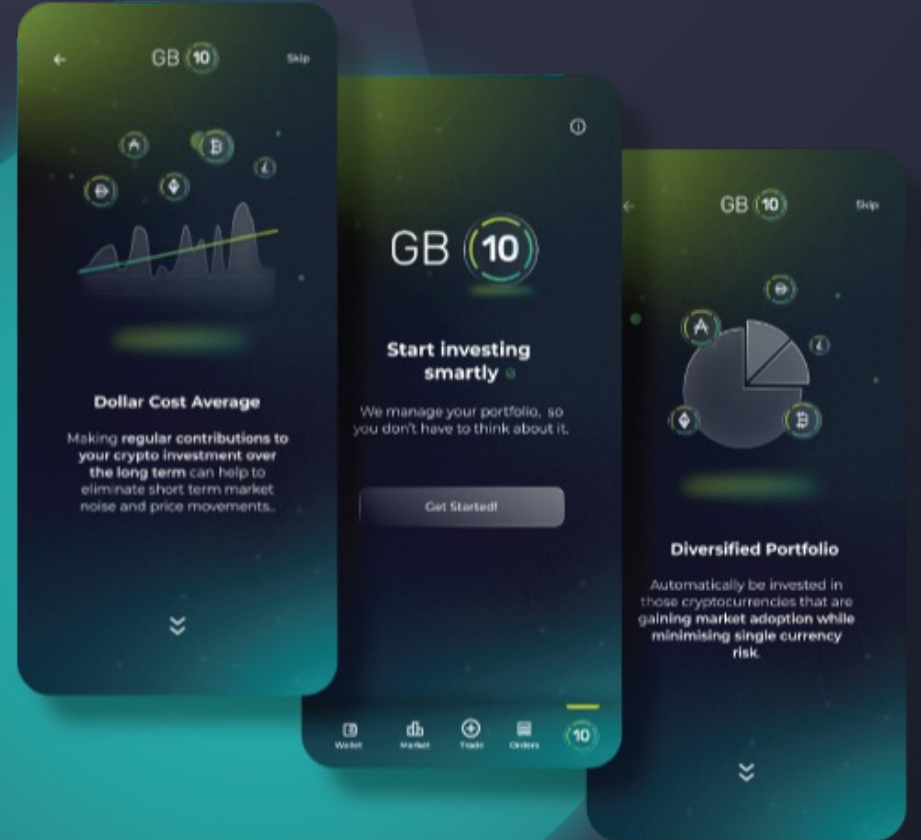 GB 10
Skip
Dollar Cost Average
Making regular contributions to
your crypto investment over
the long term can help to
eliminate short term market
noise and price movements..
GB 10
Start investing
smartly
We manage your portfolio, so
you don't have to think about it.
Get Started!
Wallet
Market
Trade
Orders
10
GB 10
Skip
Diversified Portfolio
Automatically be invested in
those cryptocurrencies that are
gaining market adoption while
minimising single currency
risk.